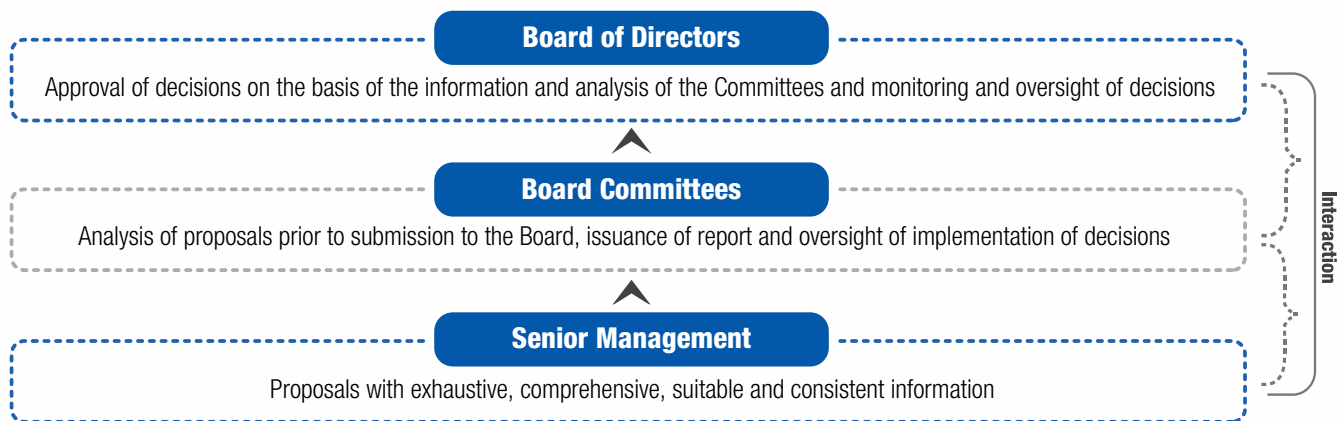 Board of Directors
Approval of decisions on the basis of the information and analysis of the Committees and monitoring and oversight of decisions
Board Committees
Analysis of proposals prior to submission to the Board, issuance of report and oversight of implementation of decisions
Interaction
Senior Management
Proposals with exhaustive, comprehensive, suitable and consistent information